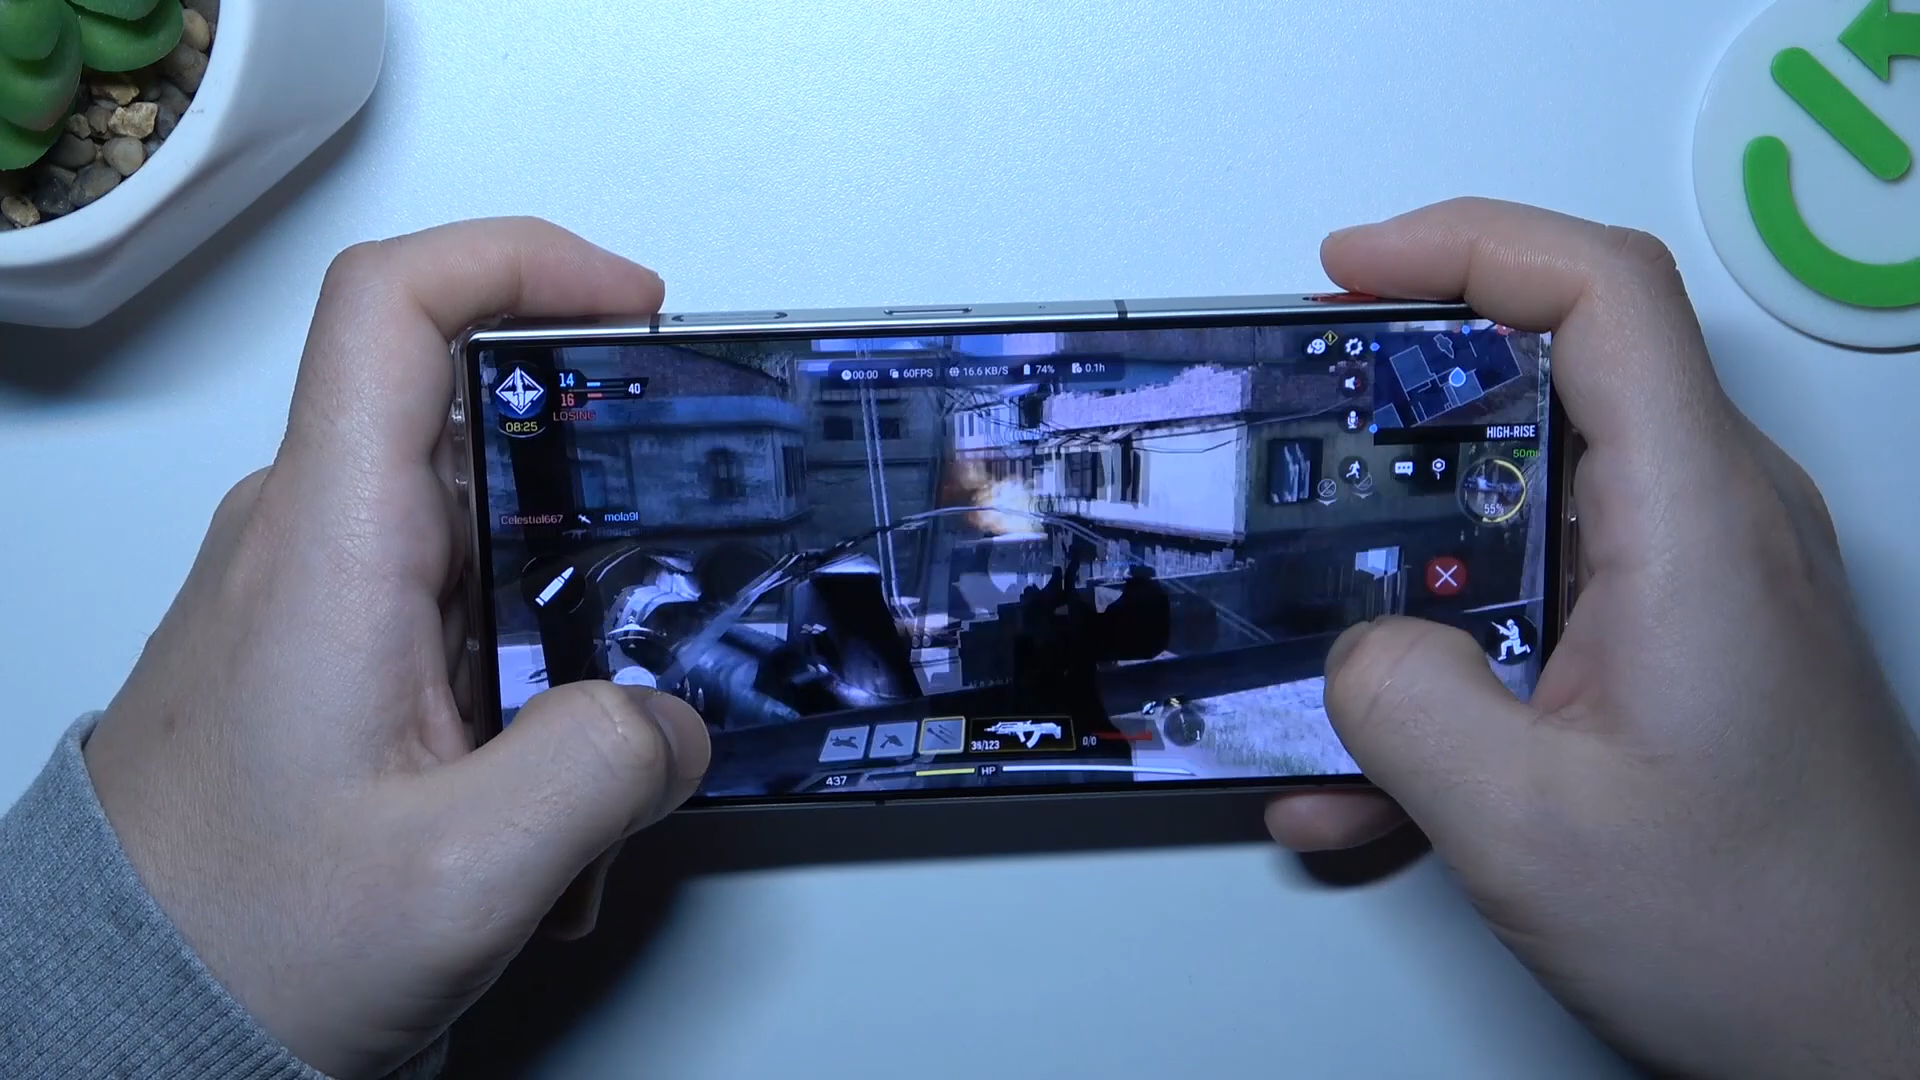 14
40
16
LOSING
08:25
00:00 60FPS 16.6 KB/S 74% 0.1h
HIGH-RISE
50m
55%
Celestial667 mola9l
36/123
0/0
1
437
HP